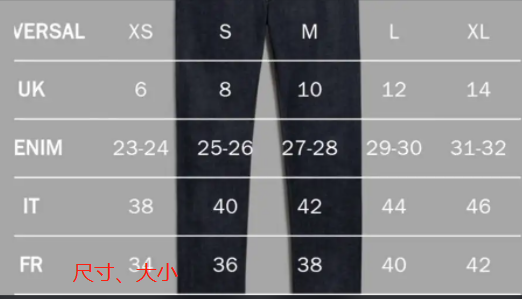 VERSAL XS S M L XL
UK 6 8 10 12 14
ENIM 23-24 25-26 27-28 29-30 31-32
IT 38 40 42 44 46
FR 34 36 38 40 42
尺寸、大小